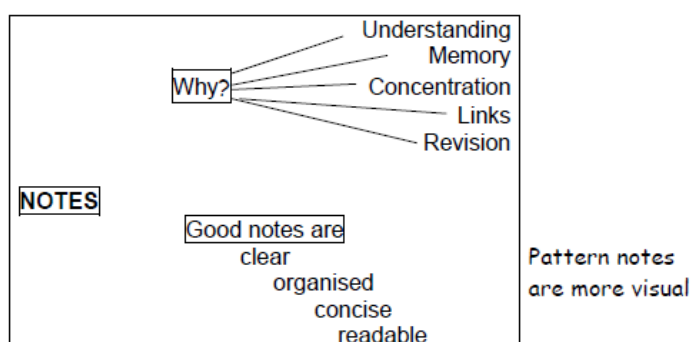 Understanding
Memory
Why?
Concentration
Links
Revision
NOTES
Good notes are
clear
organised
concise
readable
Pattern notes
are more visual